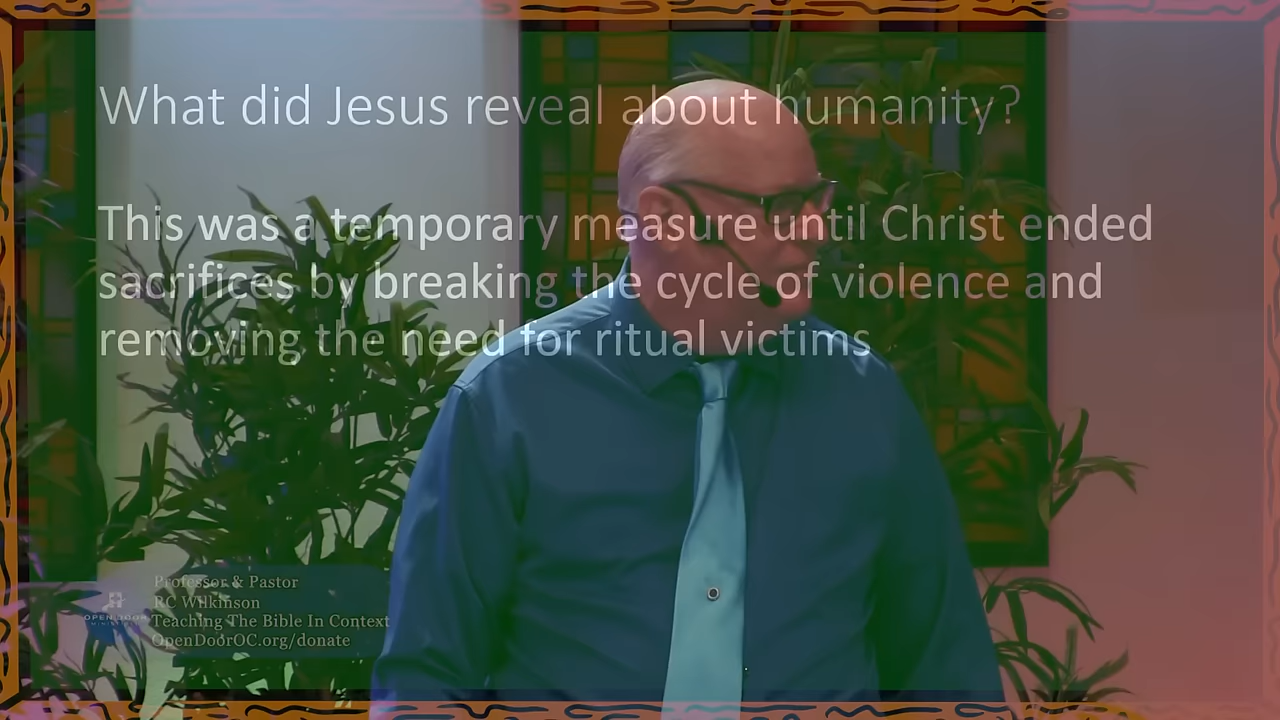 What did Jesus reveal about humanity?
This was a temporary measure until Christ ended
sacrifices by breaking the cycle of violence and
removing the need for ritual victims
Professor & Pastor
RC Wilkinson
OPEN DOOR
Teaching The Bible In Context
OpenDoorOC.org/donate